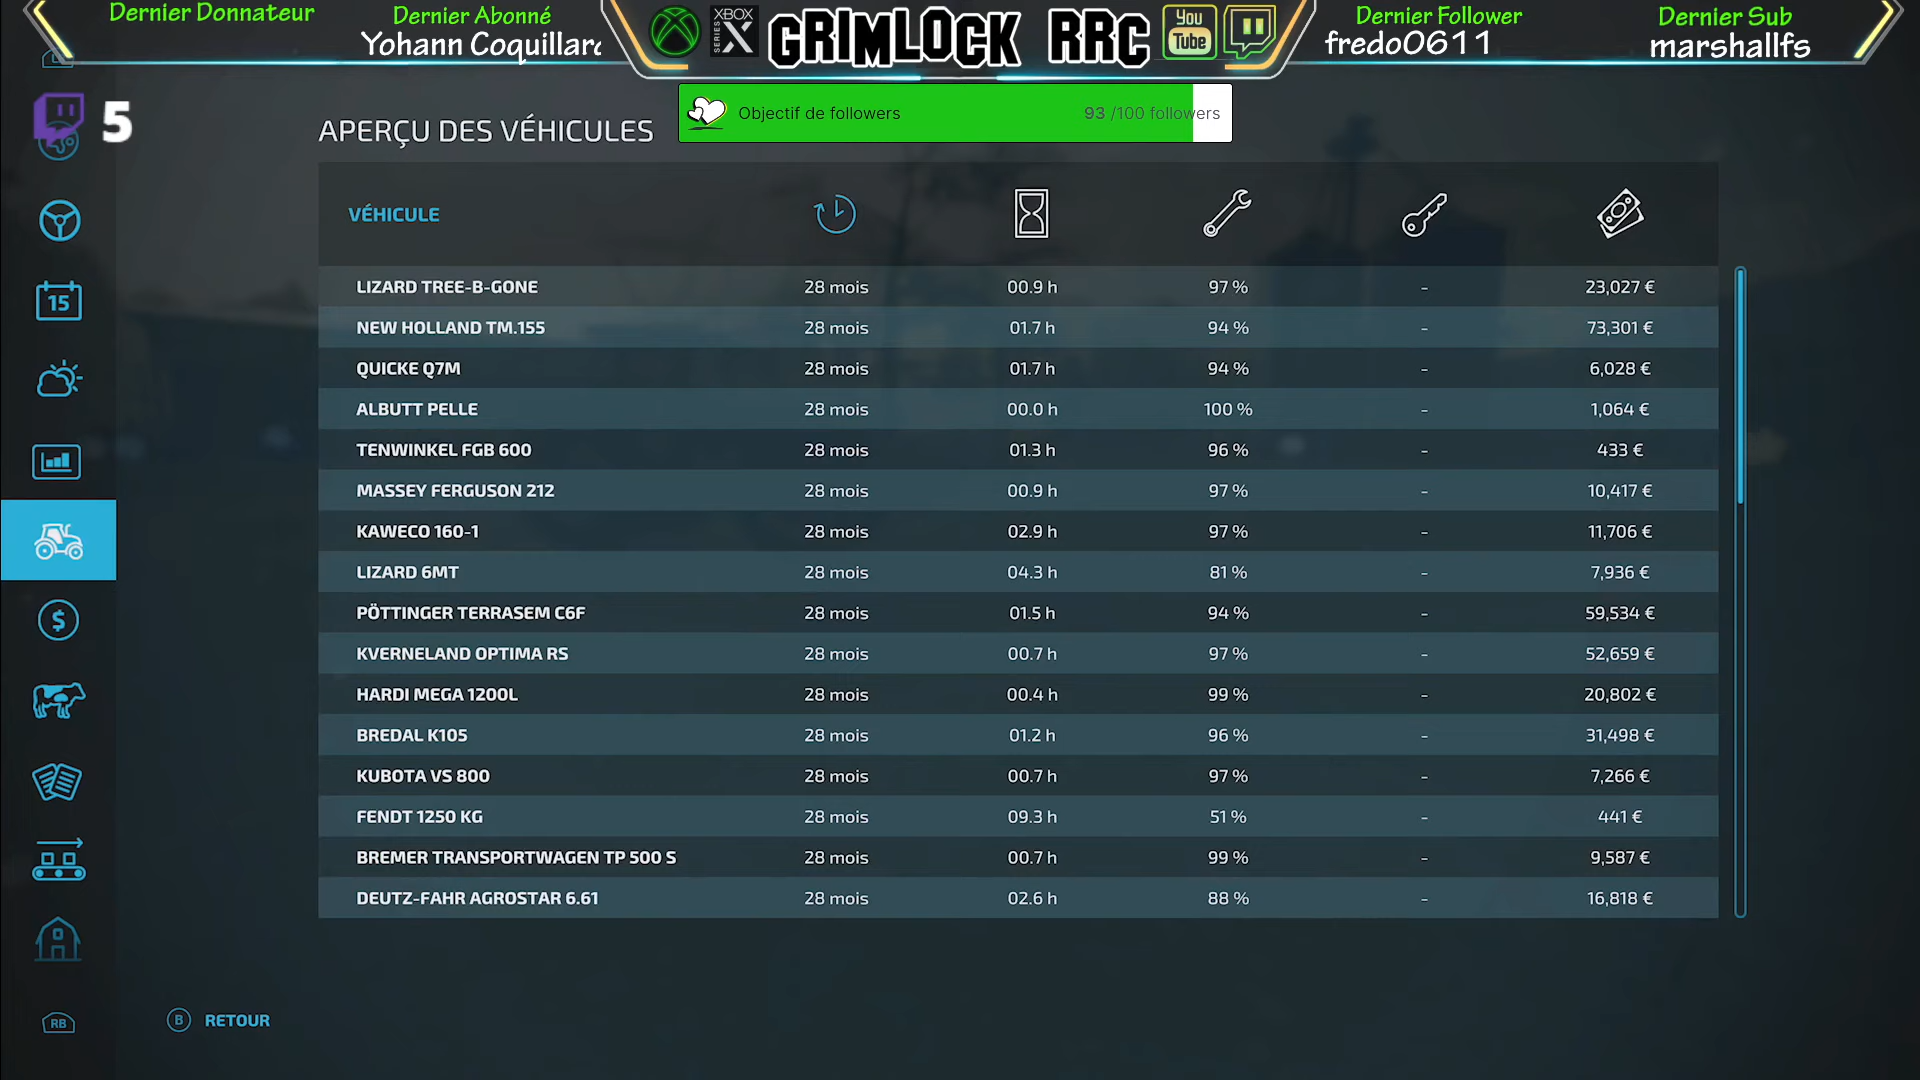 Dernier Donnateur
Dernier Abonné
Yohann Coquillard
XBOX
SERIES X
GRIMLOCK RRC
You
Tube
Dernier Follower
fredo0611
Dernier Sub
marshallfs
5
Objectif de followers 93 /100 followers
APERÇU DES VÉHICULES
VÉHICULE
15
LIZARD TREE-B-GONE 28 mois 00.9 h 97 % - 23,027 €
NEW HOLLAND TM.155 28 mois 01.7 h 94 % - 73,301 €
QUICKE Q7M 28 mois 01.7 h 94 % - 6,028 €
ALBUTT PELLE 28 mois 00.0 h 100 % - 1,064 €
TENWINKEL FGB 600 28 mois 01.3 h 96 % - 433 €
MASSEY FERGUSON 212 28 mois 00.9 h 97 % - 10,417 €
KAWECO 160-1 28 mois 02.9 h 97 % - 11,706 €
LIZARD 6MT 28 mois 04.3 h 81 % - 7,936 €
PÖTTINGER TERRASEM C6F 28 mois 01.5 h 94 % - 59,534 €
KVERNELAND OPTIMA RS 28 mois 00.7 h 97 % - 52,659 €
HARDI MEGA 1200L 28 mois 00.4 h 99 % - 20,802 €
BREDAL K105 28 mois 01.2 h 96 % - 31,498 €
KUBOTA VS 800 28 mois 00.7 h 97 % - 7,266 €
FENDT 1250 KG 28 mois 09.3 h 51 % - 441 €
BREMER TRANSPORTWAGEN TP 500 S 28 mois 00.7 h 99 % - 9,587 €
DEUTZ-FAHR AGROSTAR 6.61 28 mois 02.6 h 88 % - 16,818 €
RB
B RETOUR